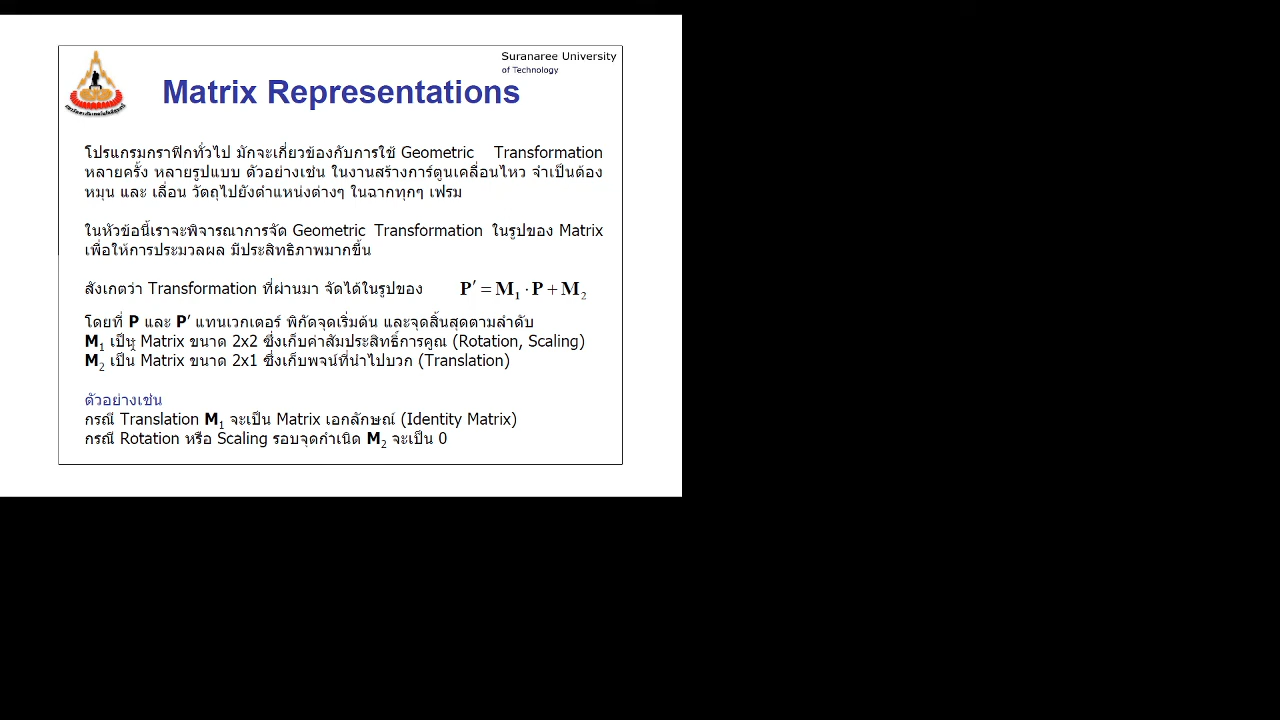 Suranaree University
of Technology
Matrix Representations
โปรแกรมกราฟิกทั่วไป มักจะเกี่ยวข้องกับการใช้ Geometric Transformation
หลายครั้ง หลายรูปแบบ ตัวอย่างเช่น ในงานสร้างการ์ตูนเคลื่อนไหว จำเป็นต้อง
หมุน และ เลื่อน วัตถุไปยังตำแหน่งต่างๆ ในฉากทุกๆ เฟรม
ในหัวข้อนี้เราจะพิจารณาการจัด Geometric Transformation ในรูปของ Matrix
เพื่อให้การประมวลผล มีประสิทธิภาพมากขึ้น
สังเกตว่า Transformation ที่ผ่านมา จัดได้ในรูปของ P′ = M₁ · P + M₂
โดยที่ P และ P′ แทนเวกเตอร์ พิกัดจุดเริ่มต้น และจุดสิ้นสุดตามลำดับ
M₁ เป็น Matrix ขนาด 2x2 ซึ่งเก็บค่าสัมประสิทธิ์การคูณ (Rotation, Scaling)
M₂ เป็น Matrix ขนาด 2x1 ซึ่งเก็บพจน์ที่นำไปบวก (Translation)
ตัวอย่างเช่น
กรณี Translation M₁ จะเป็น Matrix เอกลักษณ์ (Identity Matrix)
กรณี Rotation หรือ Scaling รอบจุดกำเนิด M₂ จะเป็น 0